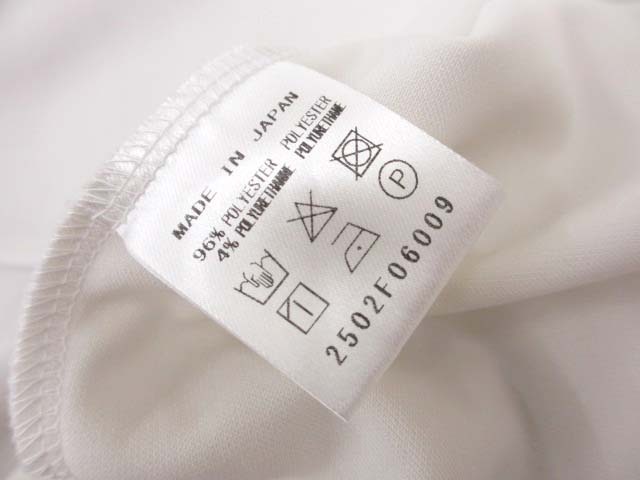 MADE IN JAPAN
96% POLYESTER POLYESTER
4% POLYURETHANE POLYURETHANE
P
2502F06009